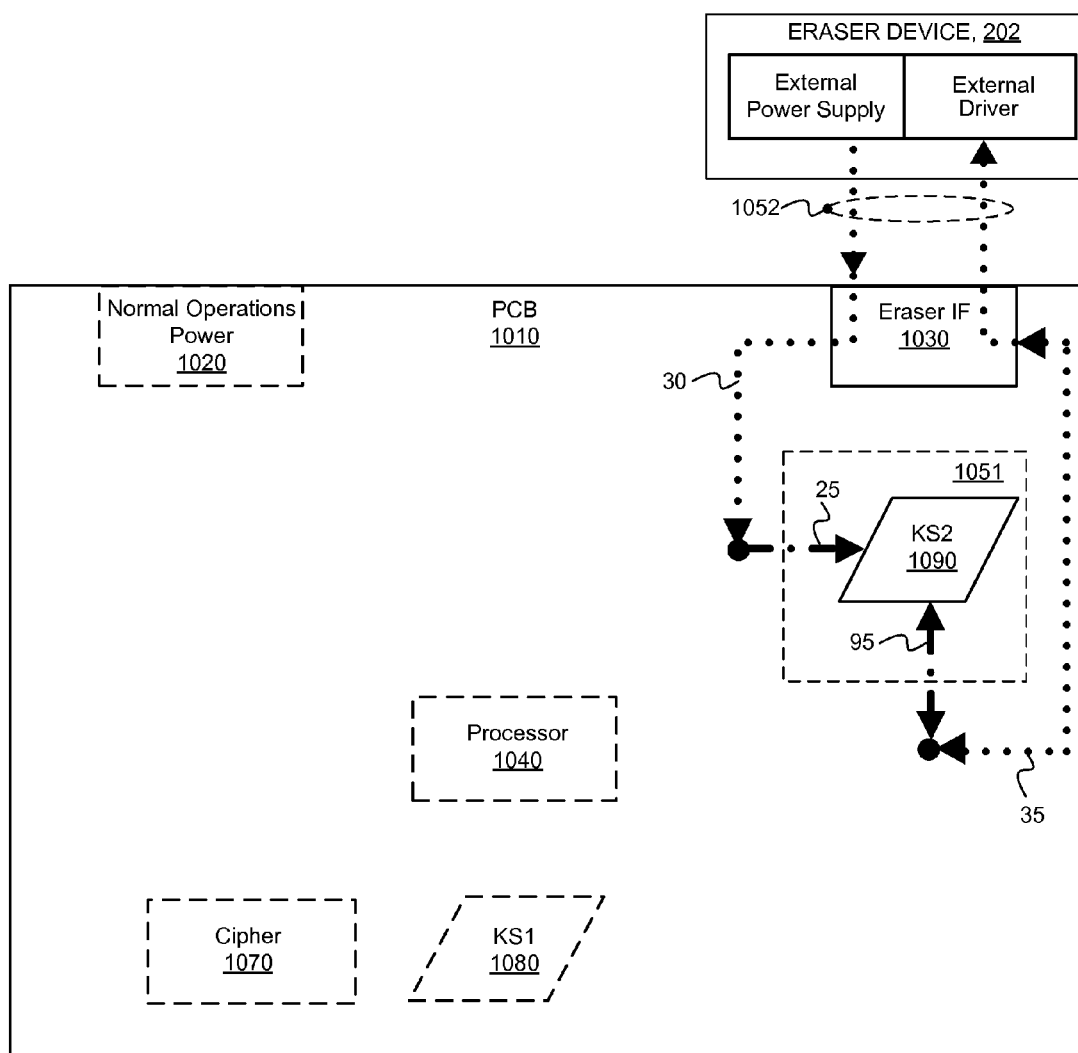 ERASER DEVICE, 202
External
Power Supply
External
Driver
1052
Normal Operations
Power
1020
PCB
1010
Eraser IF
1030
30
1051
25
KS2
1090
95
Processor
1040
35
Cipher
1070
KS1
1080